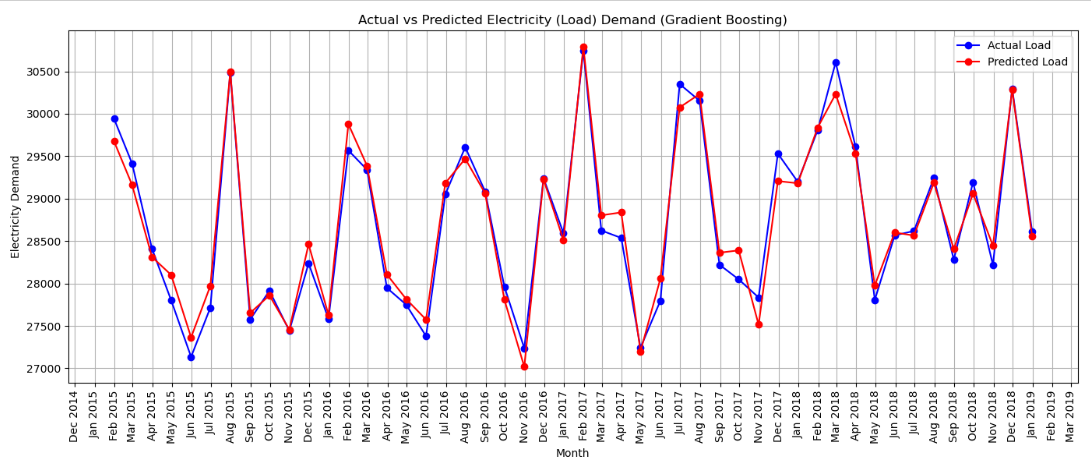 Actual vs Predicted Electricity (Load) Demand (Gradient Boosting)
Actual Load
Predicted Load
Electricity Demand
30500
30000
29500
29000
28500
28000
27500
27000
Dec 2014
Jan 2015
Feb 2015
Mar 2015
Apr 2015
May 2015
Jun 2015
Jul 2015
Aug 2015
Sep 2015
Oct 2015
Nov 2015
Dec 2015
Jan 2016
Feb 2016
Mar 2016
Apr 2016
May 2016
Jun 2016
Jul 2016
Aug 2016
Sep 2016
Oct 2016
Nov 2016
Dec 2016
Jan 2017
Feb 2017
Mar 2017
Apr 2017
May 2017
Jun 2017
Jul 2017
Aug 2017
Sep 2017
Oct 2017
Nov 2017
Dec 2017
Jan 2018
Feb 2018
Mar 2018
Apr 2018
May 2018
Jun 2018
Jul 2018
Aug 2018
Sep 2018
Oct 2018
Nov 2018
Dec 2018
Jan 2019
Feb 2019
Mar 2019
Month